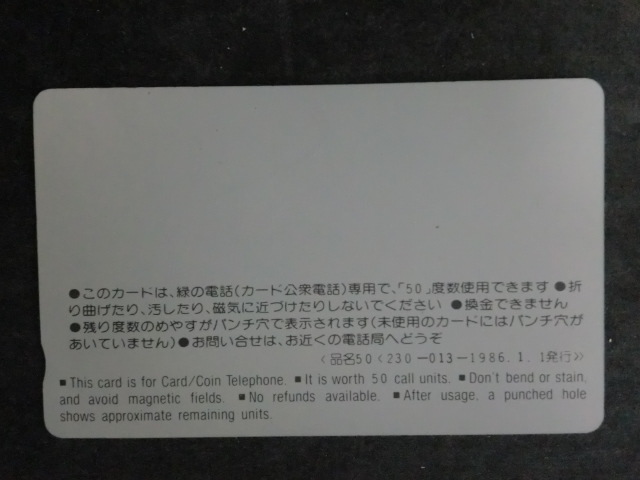 ●このカードは、緑の電話(カード公衆電話)専用で、「50」度数使用できます ●折
り曲げたり、汚したり、磁気に近づけたりしないでください ●換金できません
●残り度数のめやすがパンチ穴で表示されます(未使用のカードにはパンチ穴が
あいていません)●お問い合せは、お近くの電話局へどうぞ
〈品名50〈230−013−1986.1.1発行〉〉
■ This card is for Card/Coin Telephone. ■ It is worth 50 call units. ■ Don't bend or stain,
and avoid magnetic fields. ■ No refunds available. ■ After usage, a punched hole
shows approximate remaining units.